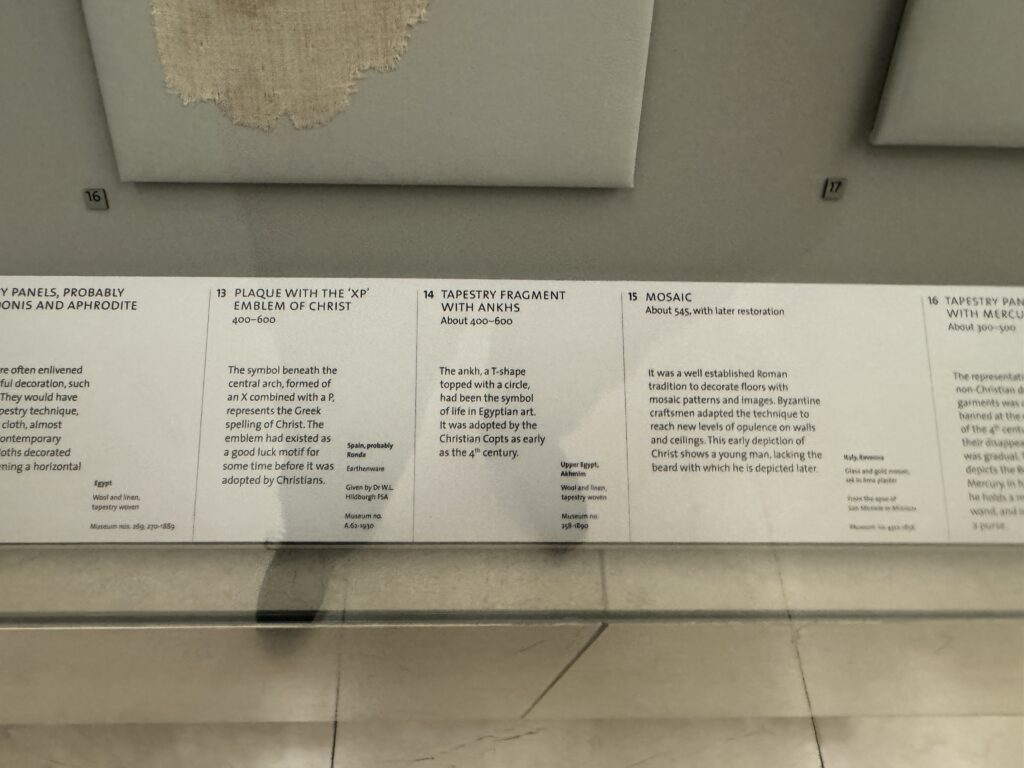 16
17
Y PANELS, PROBABLY
ONIS AND APHRODITE
re often enlivened
ful decoration, such
They would have
pestry technique,
cloth, almost
ontemporary
loths decorated
ning a horizontal
Egypt
Wool and linen,
tapestry woven
Museum nos. 269, 270-1889
13 PLAQUE WITH THE ‘XP’
EMBLEM OF CHRIST
400–600
The symbol beneath the
central arch, formed of
an X combined with a P,
represents the Greek
spelling of Christ. The
emblem had existed as
a good luck motif for
some time before it was
adopted by Christians.
Spain, probably
Ronda
Earthenware
Given by Dr W.L.
Hildburgh FSA
Museum no.
A.62-1930
14 TAPESTRY FRAGMENT
WITH ANKHS
About 400–600
The ankh, a T-shape
topped with a circle,
had been the symbol
of life in Egyptian art.
It was adopted by the
Christian Copts as early
as the 4th century.
Upper Egypt,
Akhmim
Wool and linen,
tapestry woven
Museum no.
258-1890
15 MOSAIC
About 545, with later restoration
It was a well established Roman
tradition to decorate floors with
mosaic patterns and images. Byzantine
craftsmen adapted the technique to
reach new levels of opulence on walls
and ceilings. This early depiction of
Christ shows a young man, lacking the
beard with which he is depicted later.
Italy, Ravenna
Glass and gold mosaic,
set in lime plaster
From the apse of
San Michele in
Museum no.
16 TAPESTRY PAN
WITH MERCU
About 300–500
The representati
non-Christian d
garments was
banned at the
of the 4th centu
their disappea
was gradual.
depicts the Ro
Mercury, in h
he holds a
wand, and
a purse.